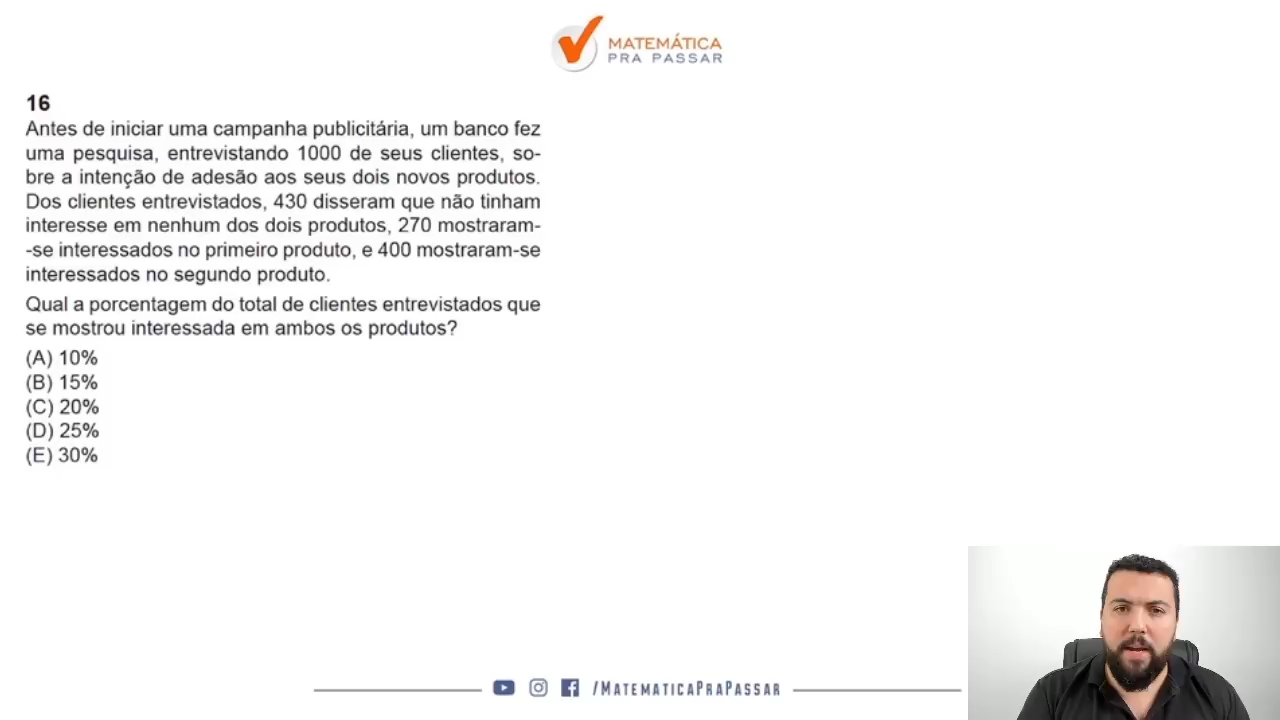 MATEMÁTICA
PRA PASSAR
16
Antes de iniciar uma campanha publicitária, um banco fez
uma pesquisa, entrevistando 1000 de seus clientes, so-
bre a intenção de adesão aos seus dois novos produtos.
Dos clientes entrevistados, 430 disseram que não tinham
interesse em nenhum dos dois produtos, 270 mostraram-
-se interessados no primeiro produto, e 400 mostraram-se
interessados no segundo produto.
Qual a porcentagem do total de clientes entrevistados que
se mostrou interessada em ambos os produtos?
(A) 10%
(B) 15%
(C) 20%
(D) 25%
(E) 30%
/MATEMATICAPRAPASSAR